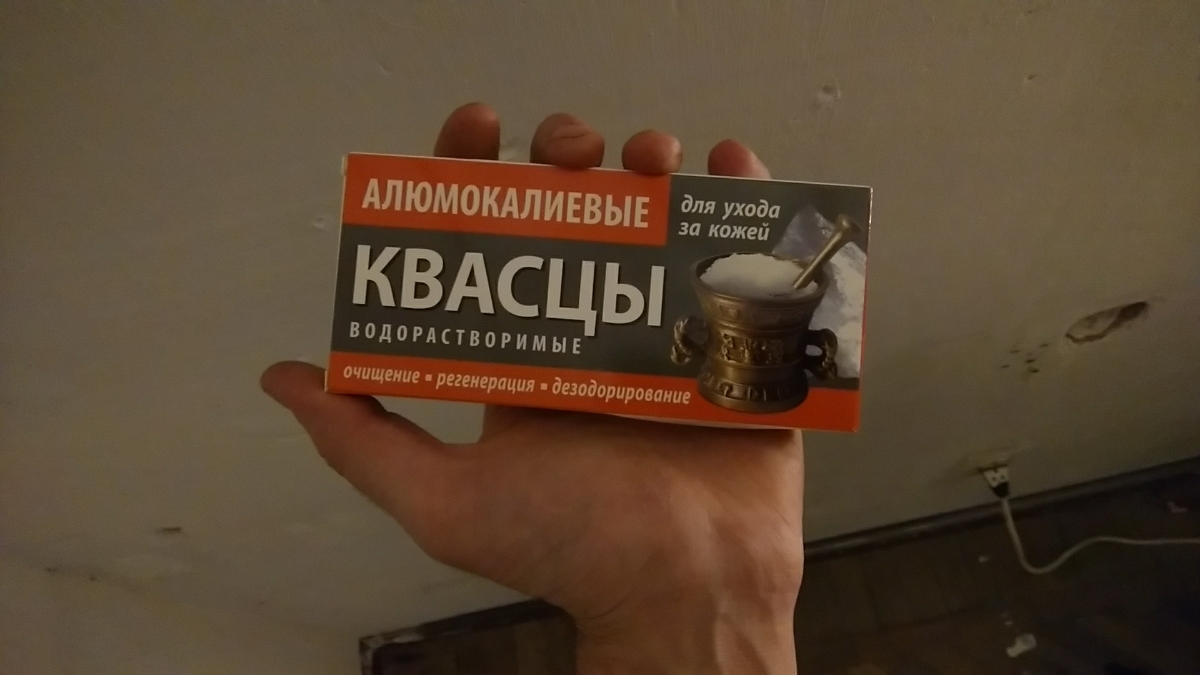 АЛЮМОКАЛИЕВЫЕ
для ухода
за кожей
КВАСЦЫ
ВОДОРАСТВОРИМЫЕ
очищение ▪ регенерация ▪ дезодорирование